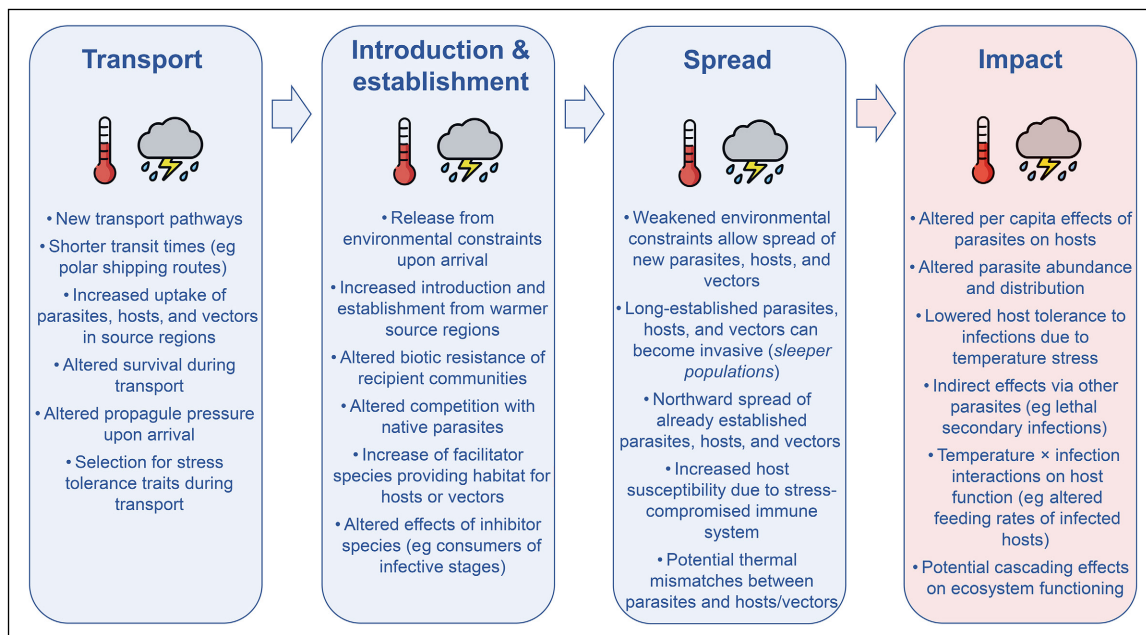 Transport
• New transport pathways
• Shorter transit times (eg
polar shipping routes)
• Increased uptake of
parasites, hosts, and vectors
in source regions
• Altered survival during
transport
• Altered propagule pressure
upon arrival
• Selection for stress
tolerance traits during
transport
Introduction &
establishment
• Release from
environmental constraints
upon arrival
• Increased introduction and
establishment from warmer
source regions
• Altered biotic resistance of
recipient communities
• Altered competition with
native parasites
• Increase of facilitator
species providing habitat for
hosts or vectors
• Altered effects of inhibitor
species (eg consumers of
infective stages)
Spread
• Weakened environmental
constraints allow spread of
new parasites, hosts, and
vectors
• Long-established parasites,
hosts, and vectors can
become invasive (sleeper
populations)
• Northward spread of
already established
parasites, hosts, and vectors
• Increased host
susceptibility due to stress-
compromised immune
system
• Potential thermal
mismatches between
parasites and hosts/vectors
Impact
• Altered per capita effects of
parasites on hosts
• Altered parasite abundance
and distribution
• Lowered host tolerance to
infections due to
temperature stress
• Indirect effects via other
parasites (eg lethal
secondary infections)
• Temperature × infection
interactions on host
function (eg altered
feeding rates of infected
hosts)
• Potential cascading effects
on ecosystem functioning